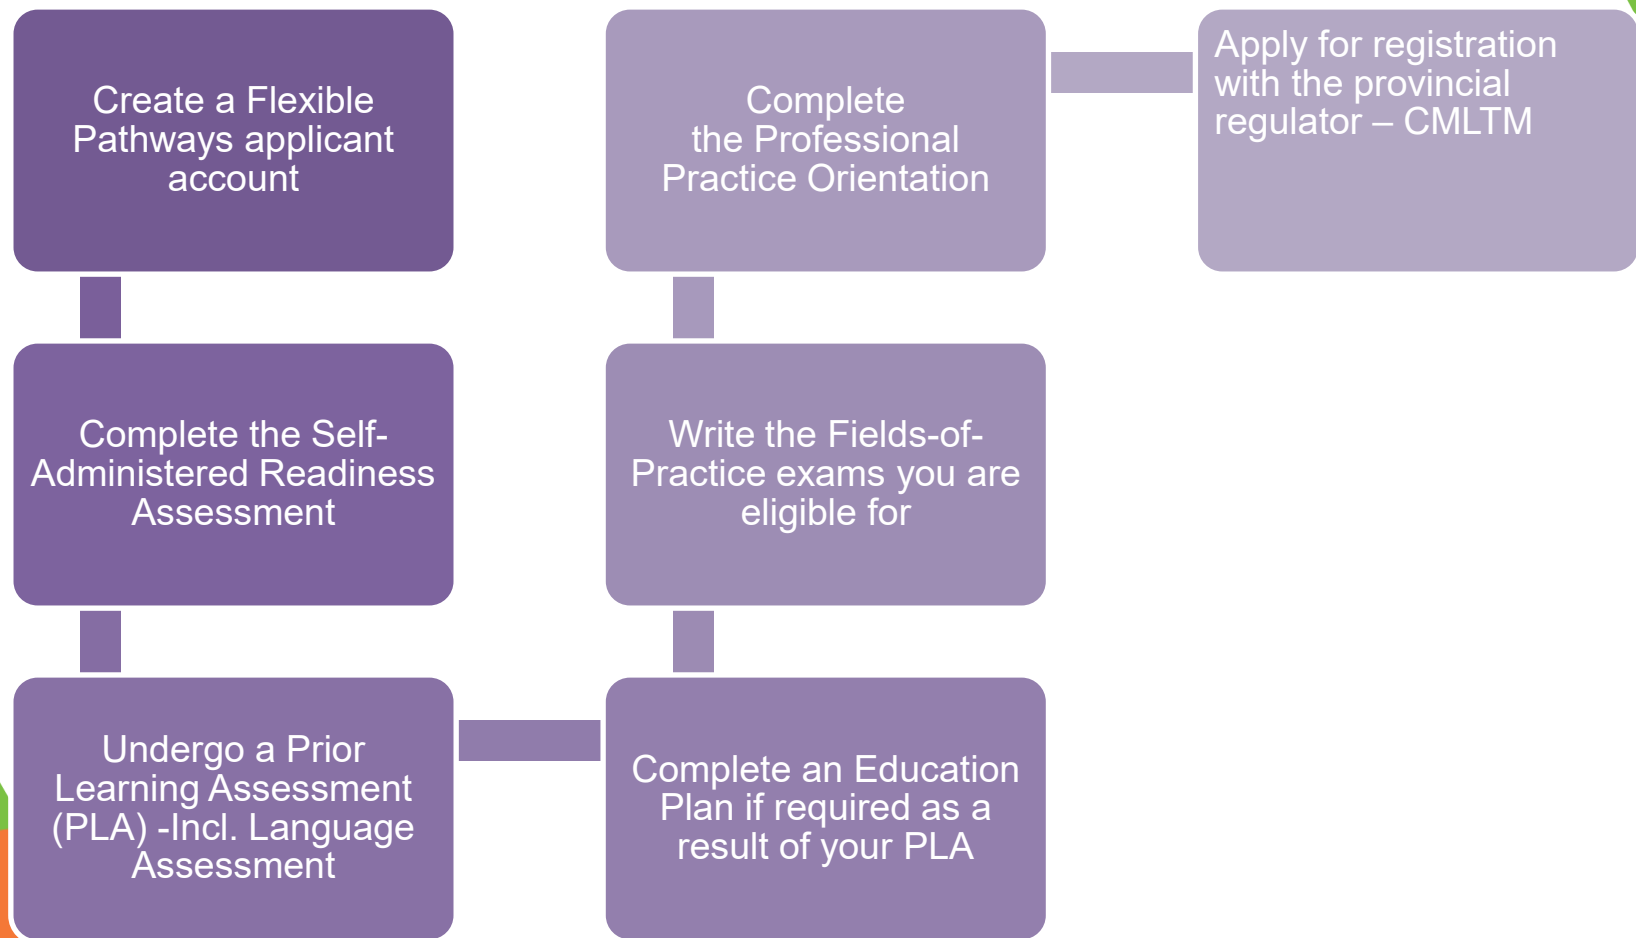 Create a Flexible
Pathways applicant
account
Complete the Self-
Administered Readiness
Assessment
Undergo a Prior
Learning Assessment
(PLA) -Incl. Language
Assessment
Complete an Education
Plan if required as a
result of your PLA
Write the Fields-of-
Practice exams you are
eligible for
Complete
the Professional
Practice Orientation
Apply for registration
with the provincial
regulator – CMLTM